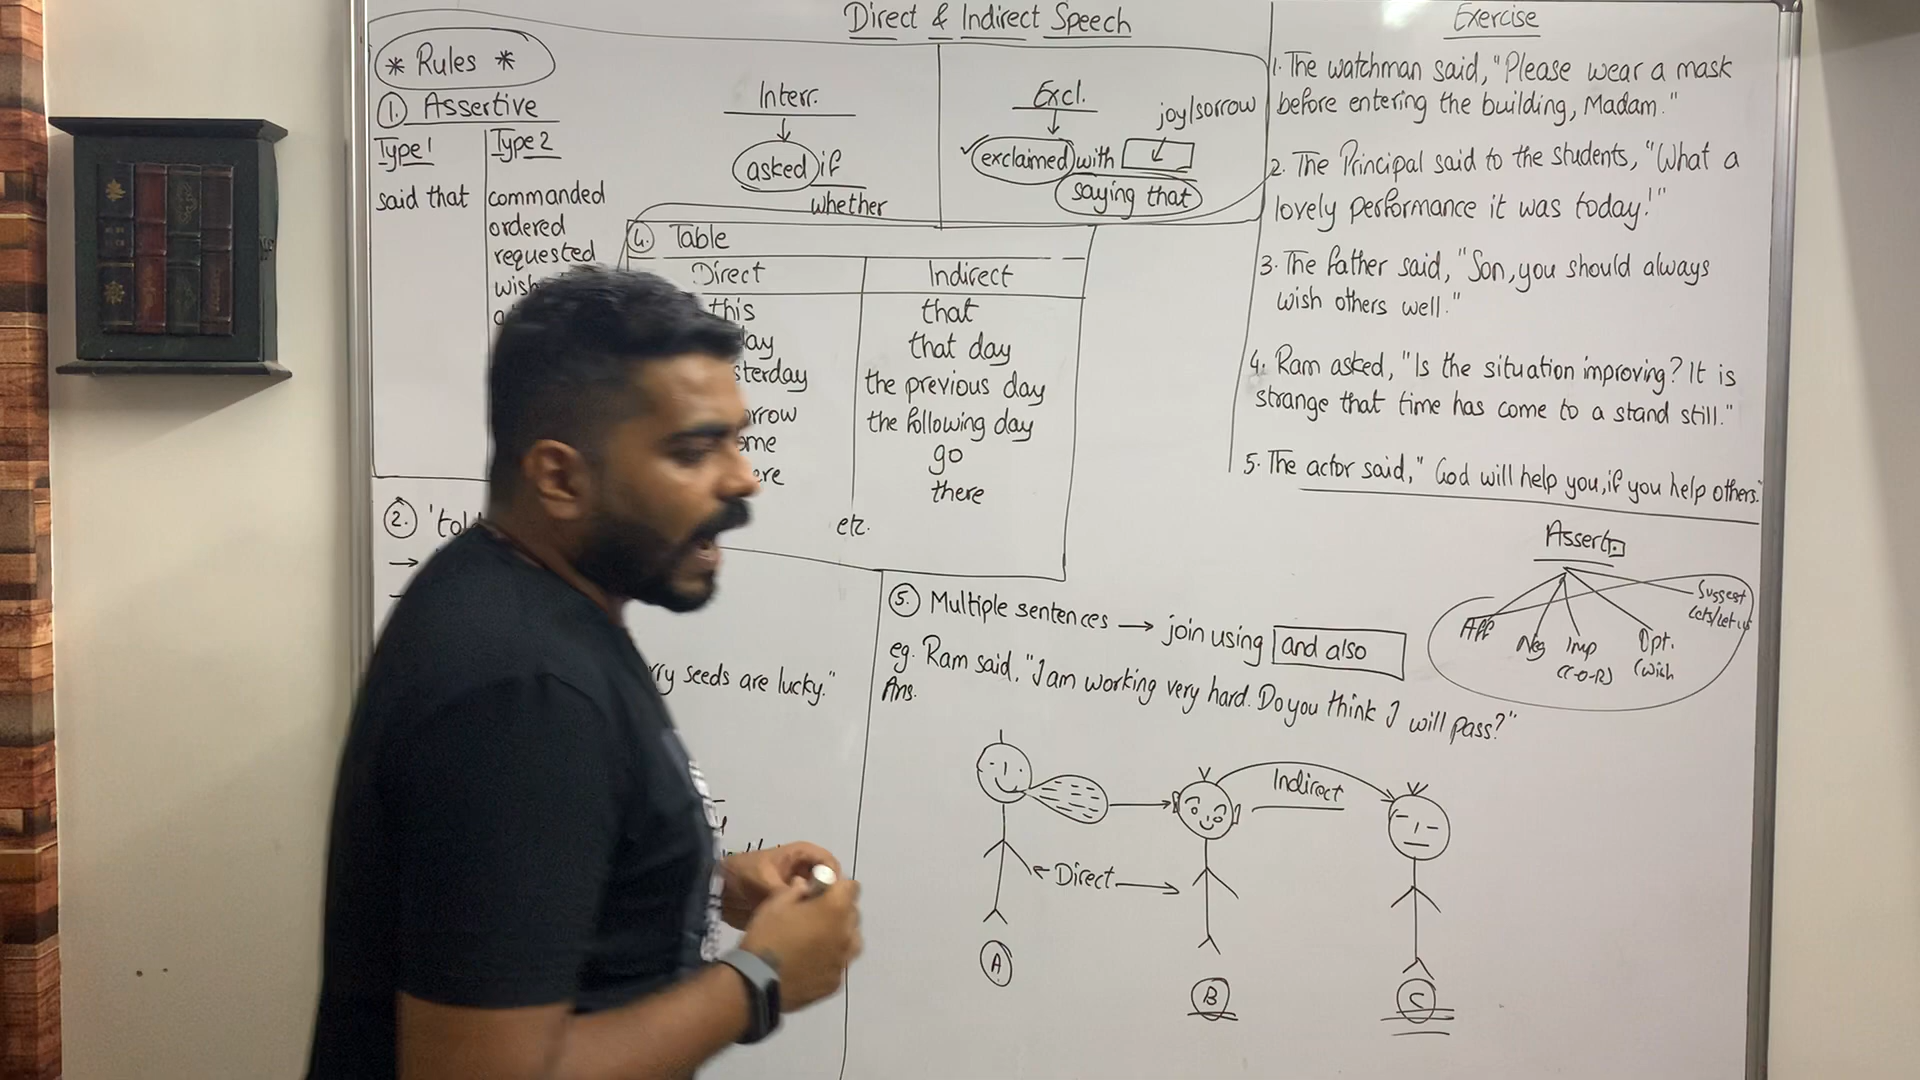 Direct & Indirect Speech
* Rules *
1. Assertive
Type 1
said that
Type 2
commanded
ordered
requested
Interr.
asked if
whether
Excl.
joy/sorrow
exclaimed with
saying that
4. Table
Direct
Indirect
this
that
that day
the previous day
the following day
go
there
etc.
2.
seeds are lucky."
5. Multiple sentences → join using and also
eg. Ram said, "I am working very hard. Do you think I will pass?"
Ans.
Indirect
Direct
A
B
C
Exercise
1. The watchman said, "Please wear a mask
before entering the building, Madam."
2. The Principal said to the students, "What a
lovely performance it was today!"
3. The father said, "Son, you should always
wish others well."
4. Ram asked, "Is the situation improving? It is
strange that time has come to a stand still."
5. The actor said, "God will help you, if you help others."
Assert.
Aff
Neg
Imp
(C-O-R)
Opt.
(wish
Suggest
Lets/Let us